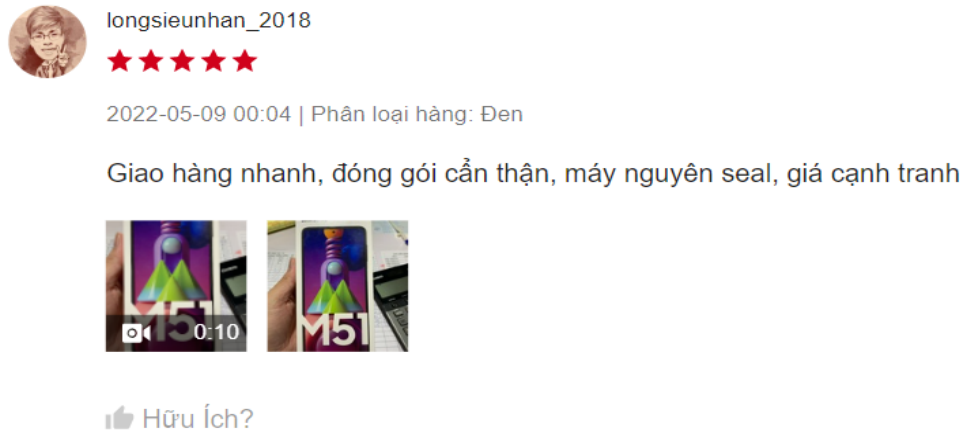 longsieunhan_2018
2022-05-09 00:04 | Phân loại hàng: Đen
Giao hàng nhanh, đóng gói cẩn thận, máy nguyên seal, giá cạnh tranh
M51
0:10
M51
Hữu Ích?